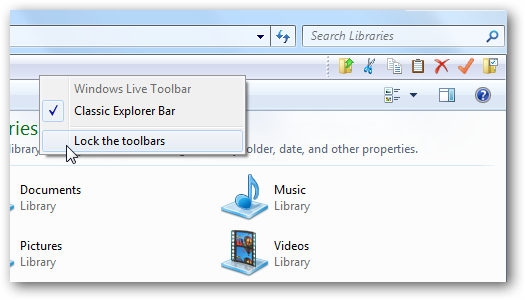 Search Libraries
Windows Live Toolbar
Classic Explorer Bar
Lock the toolbars
ries
library
older, date, and other properties.
Documents
Library
Music
Library
Pictures
Library
Videos
Library